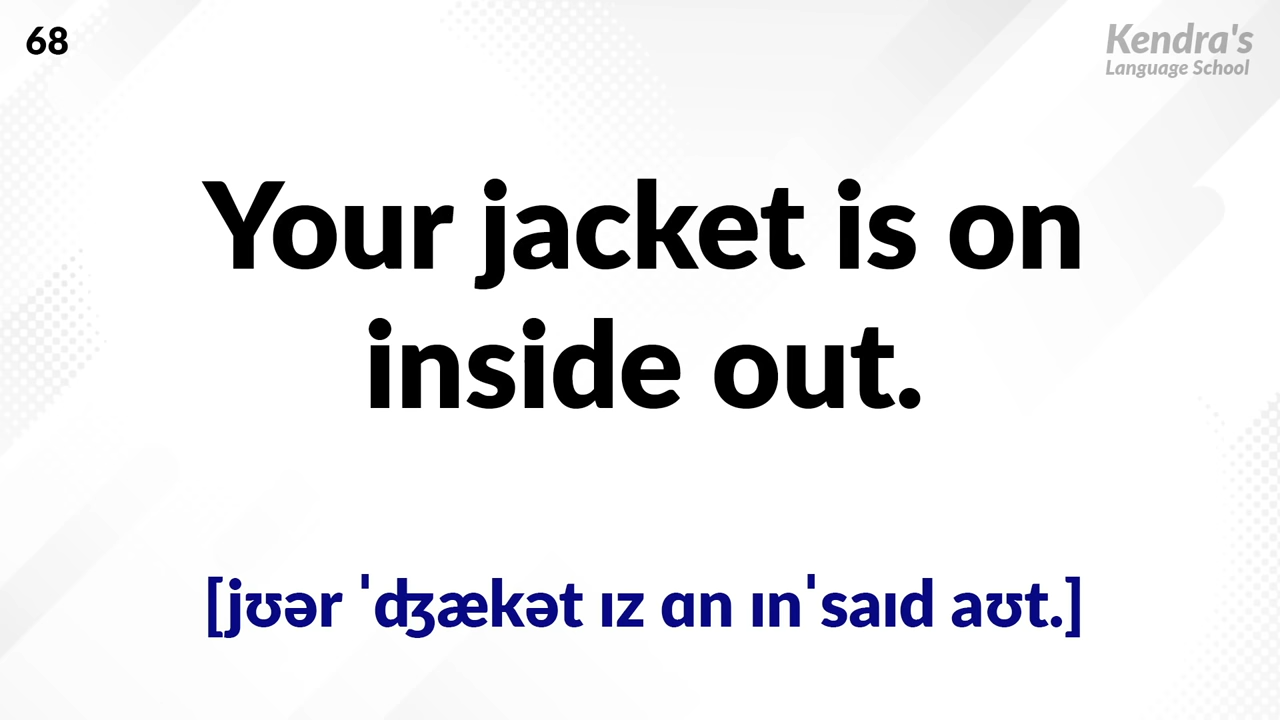 68
Kendra's
Language School
Your jacket is on
inside out.
[jʊər ˈʤækət ɪz ɑn ɪnˈsaɪd aʊt.]